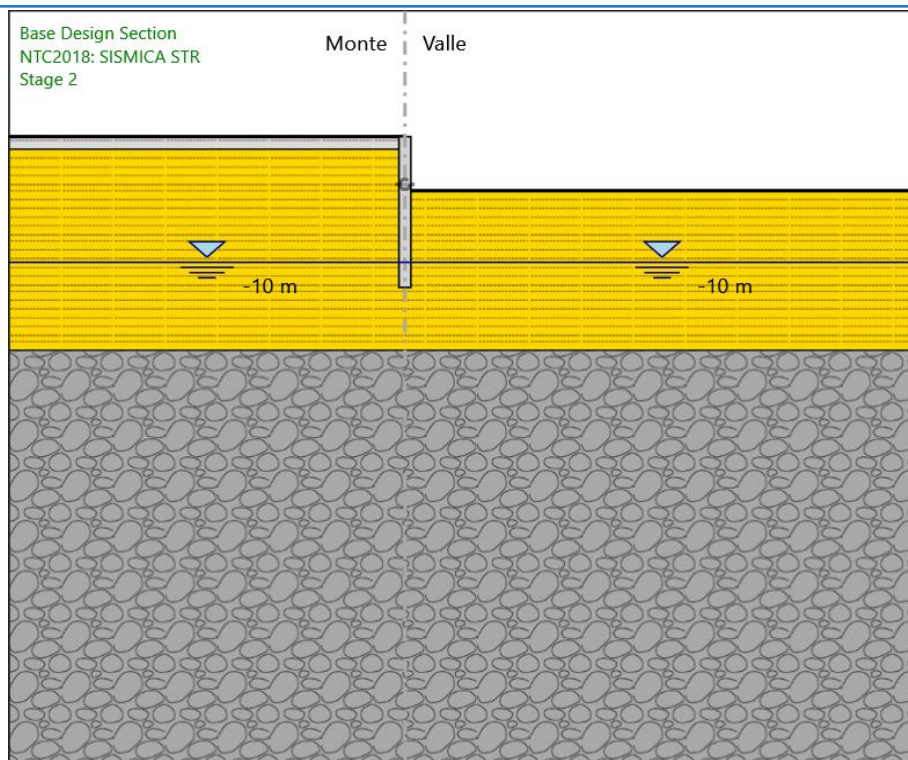 Base Design Section
NTC2018: SISMICA STR
Stage 2
Monte
Valle
-10 m
-10 m